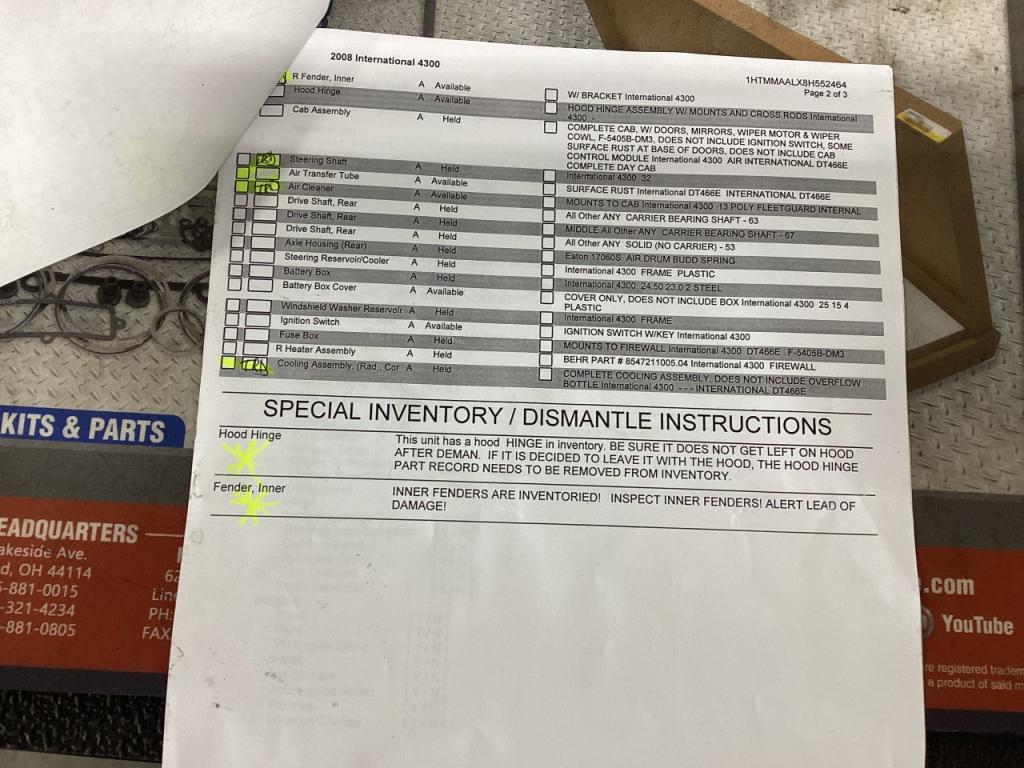 2008 International 4300
1HTMMAALX8H552464
Page 2 of 3
R Fender, Inner A Available W/ BRACKET International 4300
Hood Hinge A Available HOOD HINGE ASSEMBLY W/ MOUNTS AND CROSS RODS International
4300 -
Cab Assembly A Held COMPLETE CAB, W/ DOORS, MIRRORS, WIPER MOTOR & WIPER
COWL, F-5405B-DM3, DOES NOT INCLUDE IGNITION SWITCH, SOME
SURFACE RUST AT BASE OF DOORS, DOES NOT INCLUDE CAB
CONTROL MODULE International 4300 AIR INTERNATIONAL DT466E
COMPLETE DAY CAB
Steering Shaft A Held International 4300 32
Air Transfer Tube A Available SURFACE RUST International DT466E INTERNATIONAL DT466E
Air Cleaner A Available MOUNTS TO CAB International 4300 13 POLY FLEETGUARD INTERNAL
Drive Shaft, Rear A Held All Other ANY CARRIER BEARING SHAFT - 63
Drive Shaft, Rear A Held MIDDLE All Other ANY CARRIER BEARING SHAFT - 67
Drive Shaft, Rear A Held All Other ANY SOLID (NO CARRIER) - 53
Axle Housing (Rear) A Held Eaton 17060S AIR DRUM BUDD SPRING
Steering Reservoir/Cooler A Held International 4300 FRAME PLASTIC
Battery Box A Held International 4300 24.50 23.0 2 STEEL
Battery Box Cover A Available COVER ONLY, DOES NOT INCLUDE BOX International 4300 25 15 4
PLASTIC
Windshield Washer Reservoir A Held International 4300 FRAME
Ignition Switch A Available IGNITION SWITCH W/KEY International 4300
Fuse Box A Held MOUNTS TO FIREWALL International 4300 DT466E F-5405B-DM3
R Heater Assembly A Held BEHR PART # 8547211005.04 International 4300 FIREWALL
Cooling Assembly. (Rad., Cor A Held COMPLETE COOLING ASSEMBLY, DOES NOT INCLUDE OVERFLOW
BOTTLE International 4300 - - - INTERNATIONAL DT466E
SPECIAL INVENTORY / DISMANTLE INSTRUCTIONS
Hood Hinge This unit has a hood HINGE in inventory. BE SURE IT DOES NOT GET LEFT ON HOOD
AFTER DEMAN. IF IT IS DECIDED TO LEAVE IT WITH THE HOOD, THE HOOD HINGE
PART RECORD NEEDS TO BE REMOVED FROM INVENTORY.
Fender, Inner INNER FENDERS ARE INVENTORIED! INSPECT INNER FENDERS! ALERT LEAD OF
DAMAGE!
KITS & PARTS
EADQUARTERS
akeside Ave.
d, OH 44114
-881-0015
-321-4234
-881-0805
PH:
FAX
.com
YouTube
re registered tradem
a product of said m